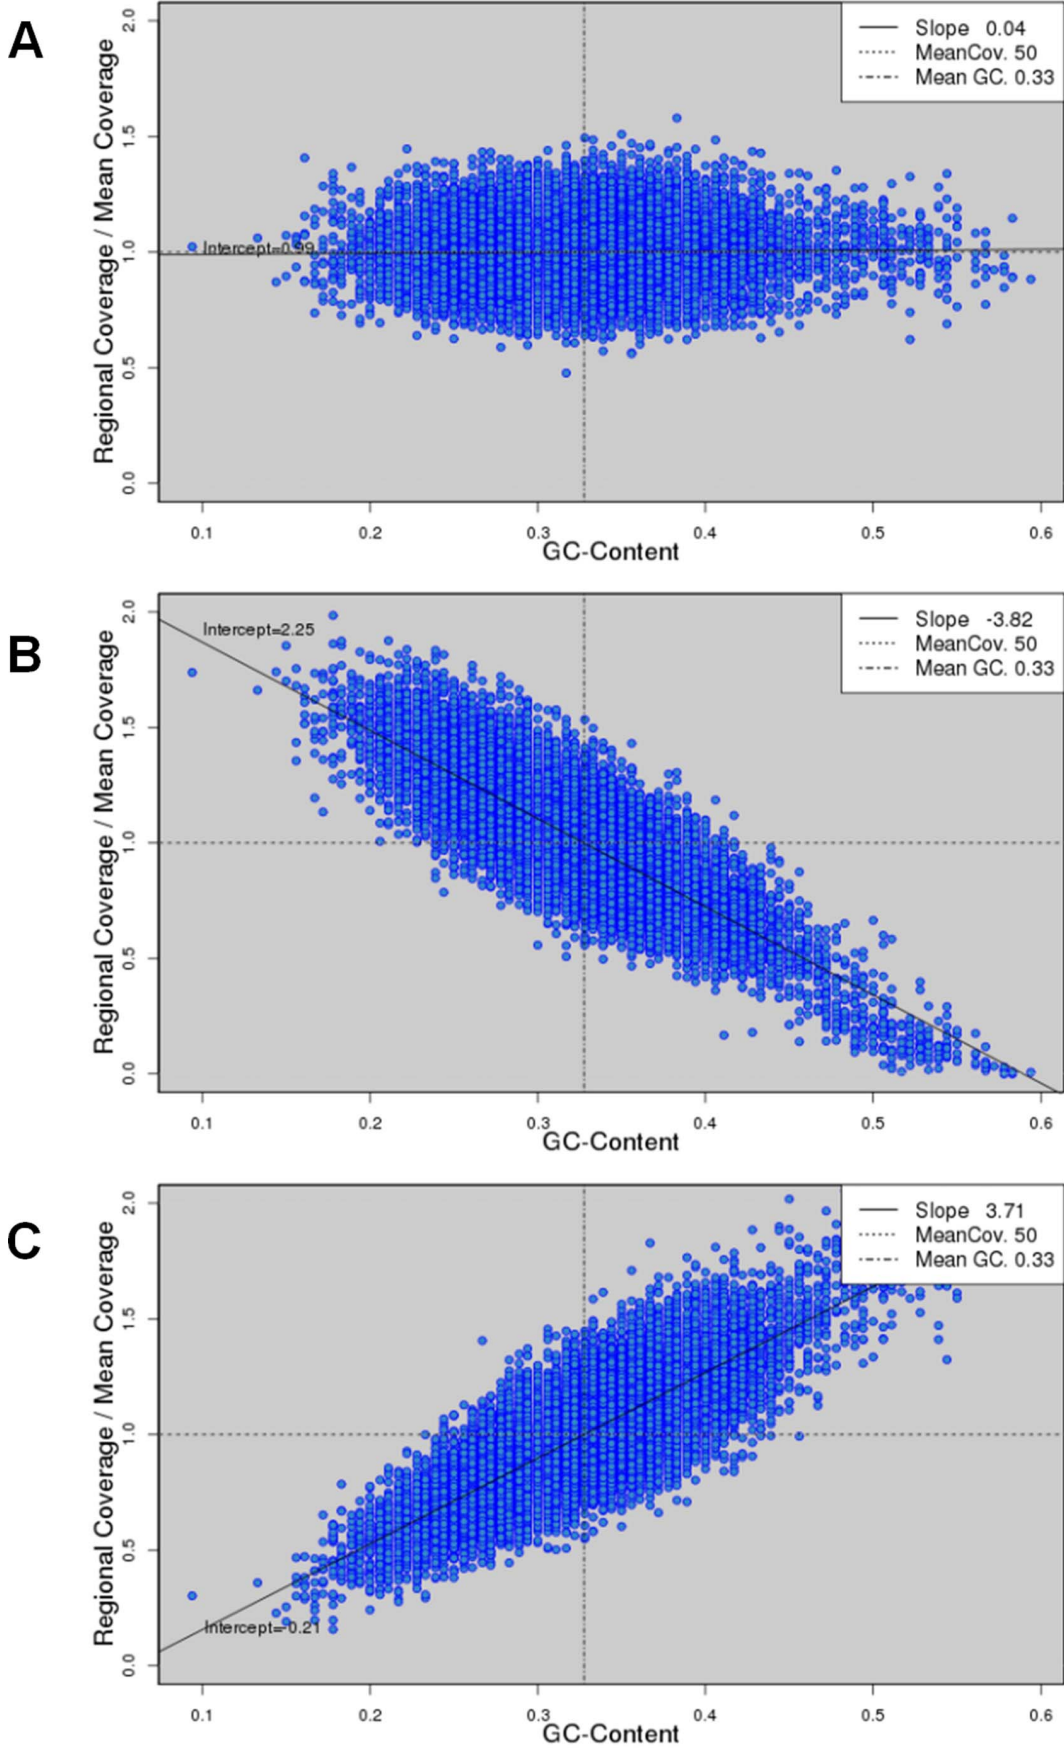 A
Slope 0.04
MeanCov. 50
Mean GC. 0.33
Intercept=0.99
Regional Coverage / Mean Coverage
0.0 0.5 1.0 1.5 2.0
0.1 0.2 0.3 0.4 0.5 0.6
GC-Content
B
Slope -3.82
MeanCov. 50
Mean GC. 0.33
Intercept=2.25
Regional Coverage / Mean Coverage
0.0 0.5 1.0 1.5 2.0
0.1 0.2 0.3 0.4 0.5 0.6
GC-Content
C
Slope 3.71
MeanCov. 50
Mean GC. 0.33
Intercept=-0.21
Regional Coverage / Mean Coverage
0.0 0.5 1.0 1.5 2.0
0.1 0.2 0.3 0.4 0.5 0.6
GC-Content